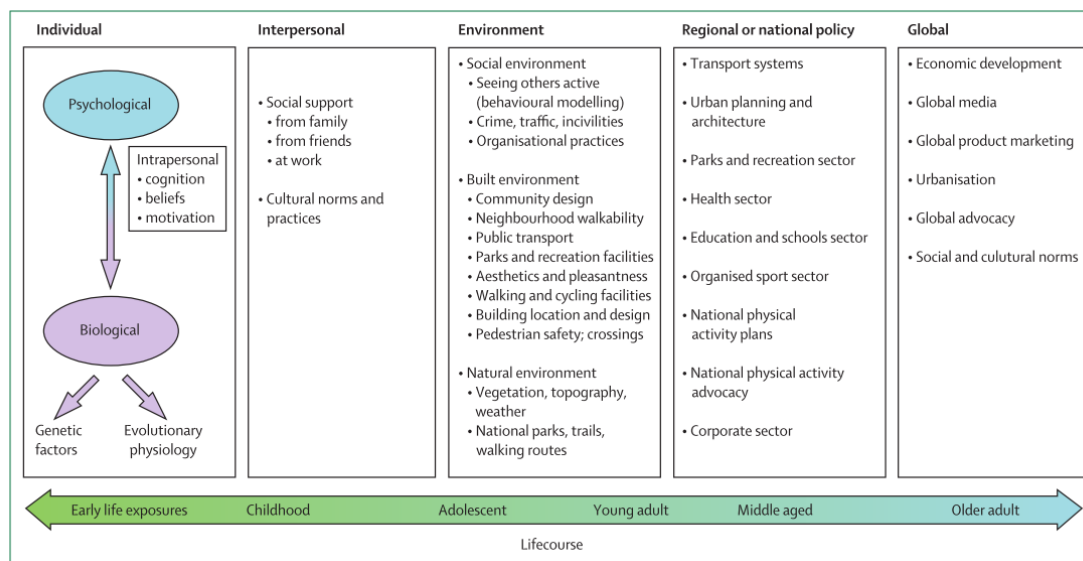 Individual
Psychological
Intrapersonal
• cognition
• beliefs
• motivation
Biological
Genetic
factors
Evolutionary
physiology
Interpersonal
• Social support
• from family
• from friends
• at work
• Cultural norms and
practices
Environment
• Social environment
• Seeing others active
(behavioural modelling)
• Crime, traffic, incivilities
• Organisational practices
• Built environment
• Community design
• Neighbourhood walkability
• Public transport
• Parks and recreation facilities
• Aesthetics and pleasantness
• Walking and cycling facilities
• Building location and design
• Pedestrian safety; crossings
• Natural environment
• Vegetation, topography,
weather
• National parks, trails,
walking routes
Regional or national policy
• Transport systems
• Urban planning and
architecture
• Parks and recreation sector
• Health sector
• Education and schools sector
• Organised sport sector
• National physical
activity plans
• National physical activity
advocacy
• Corporate sector
Global
• Economic development
• Global media
• Global product marketing
• Urbanisation
• Global advocacy
• Social and culutural norms
Early life exposures
Childhood
Adolescent
Young adult
Middle aged
Older adult
Lifecourse